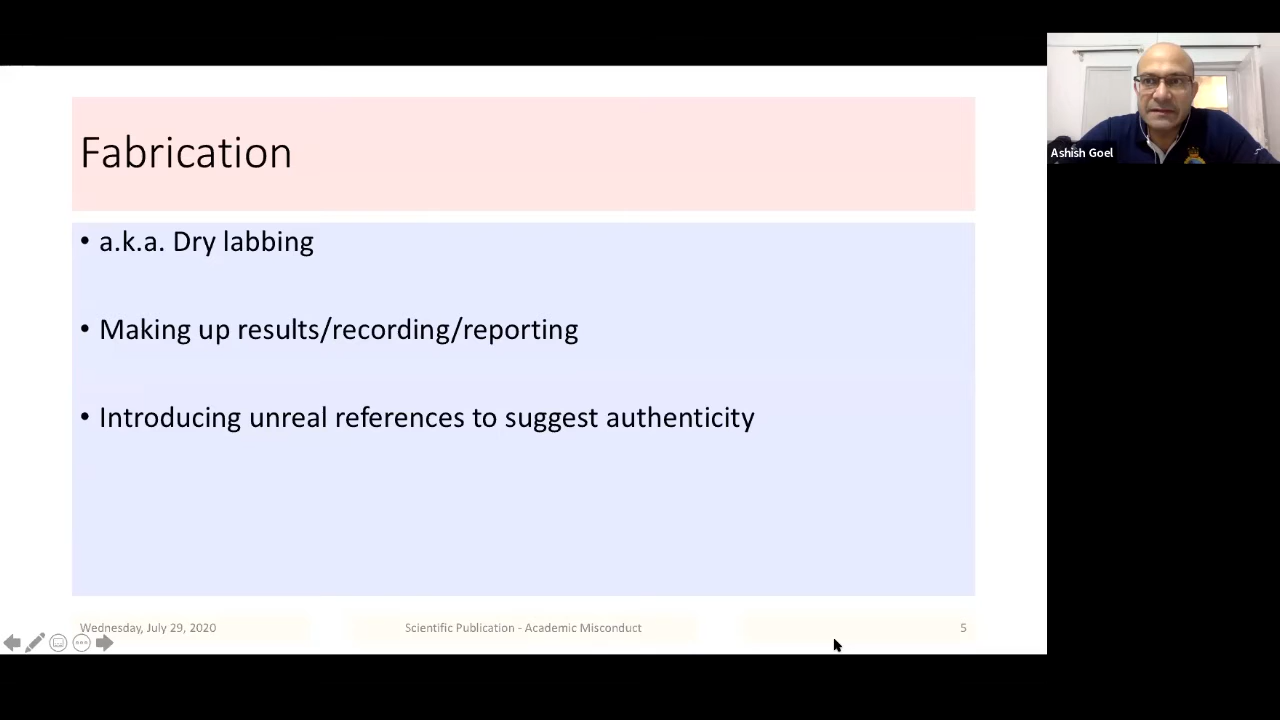 Fabrication
• a.k.a. Dry labbing
• Making up results/recording/reporting
• Introducing unreal references to suggest authenticity
Wednesday, July 29, 2020
Scientific Publication - Academic Misconduct
5
Ashish Goel